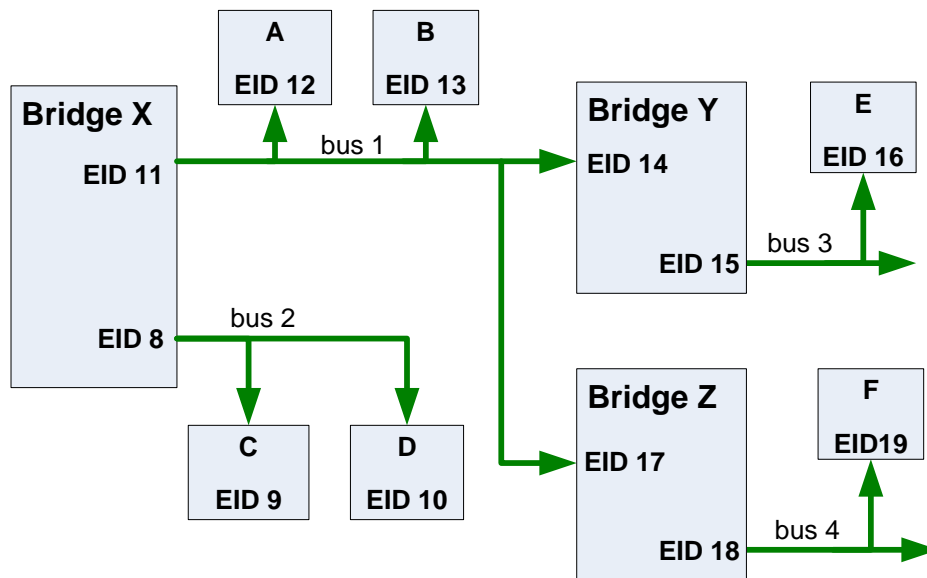 A
EID 12
B
EID 13
Bridge X
EID 11
bus 1
Bridge Y
EID 14
EID 15
E
EID 16
bus 3
EID 8
bus 2
C
EID 9
D
EID 10
Bridge Z
EID 17
EID 18
F
EID19
bus 4